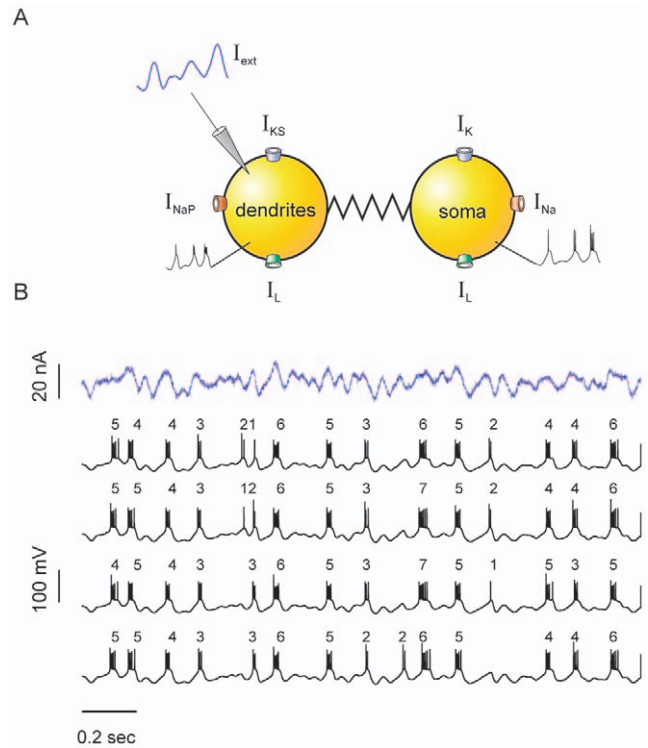 A
I_ext
I_KS I_K
I_NaP dendrites soma I_Na
I_L I_L
B
20 nA
5 4 4 3 21 6 5 3 6 5 2 4 4 6
5 5 4 3 12 6 5 3 7 5 2 4 4 6
100 mV
4 5 4 3 3 6 5 3 7 5 1 5 3 5
5 5 4 3 3 6 5 2 2 6 5 4 4 6
0.2 sec